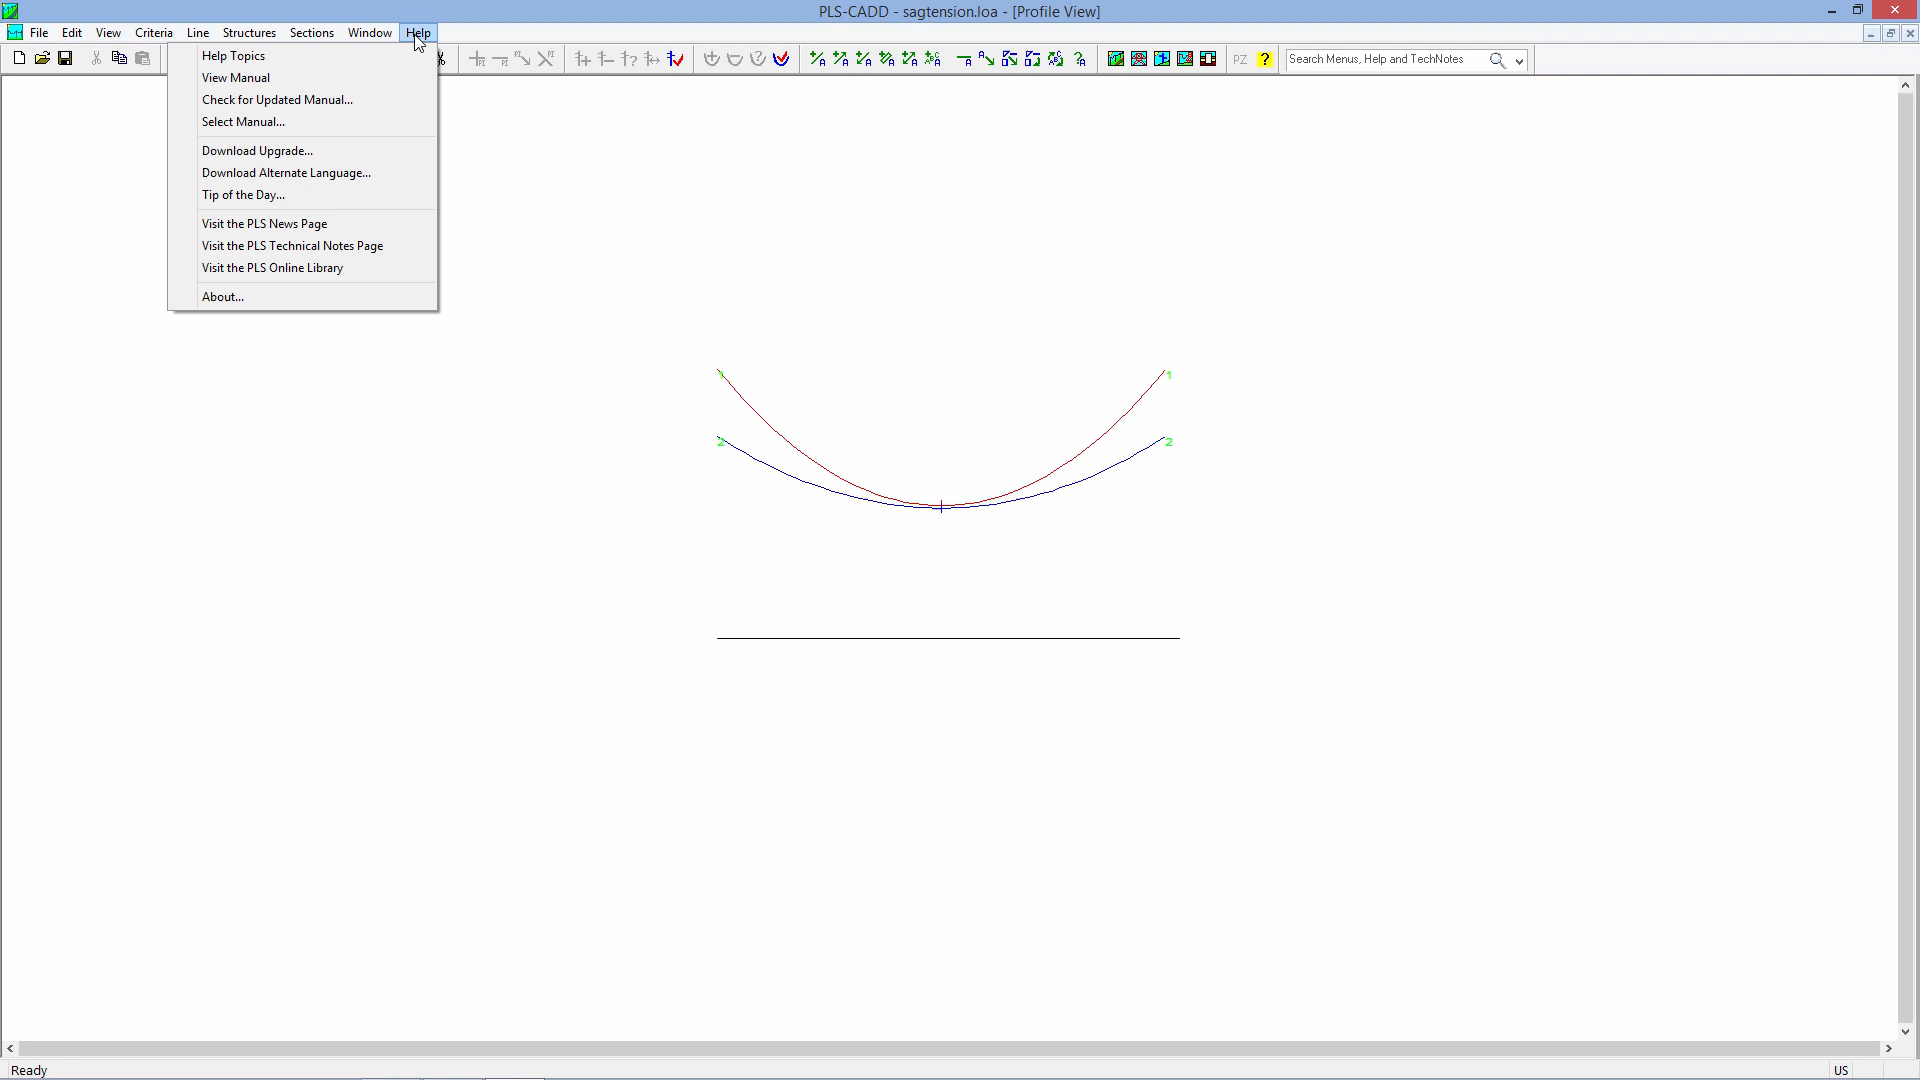 PLS-CADD - sagtension.loa - [Profile View]
File Edit View Criteria Line Structures Sections Window Help
PZ ? Search Menus, Help and TechNotes
Help Topics
View Manual
Check for Updated Manual...
Select Manual...
Download Upgrade...
Download Alternate Language...
Tip of the Day...
Visit the PLS News Page
Visit the PLS Technical Notes Page
Visit the PLS Online Library
About...
1 1
2 2
Ready US